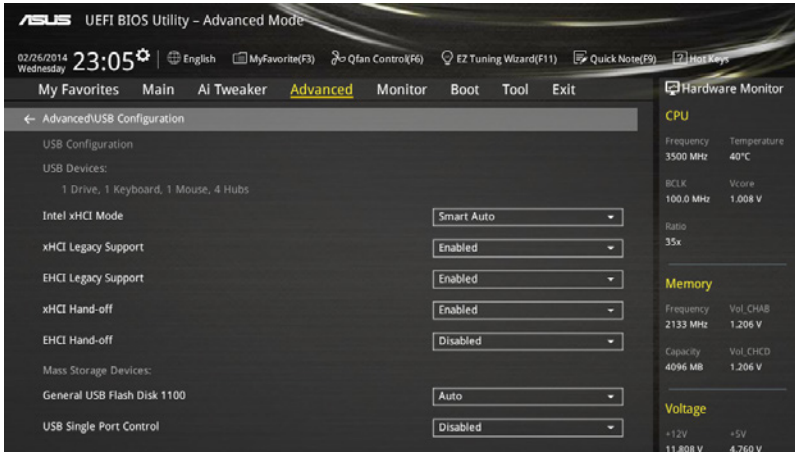 ASUS UEFI BIOS Utility – Advanced Mode
02/26/2014 Wednesday 23:05 English MyFavorite(F3) Qfan Control(F6) EZ Tuning Wizard(F11) Quick Note(F9) ? Hot Keys
My Favorites Main Ai Tweaker Advanced Monitor Boot Tool Exit
← Advanced\USB Configuration
USB Configuration
USB Devices:
1 Drive, 1 Keyboard, 1 Mouse, 4 Hubs
Intel xHCI Mode Smart Auto
xHCI Legacy Support Enabled
EHCI Legacy Support Enabled
xHCI Hand-off Enabled
EHCI Hand-off Disabled
Mass Storage Devices:
General USB Flash Disk 1100 Auto
USB Single Port Control Disabled
Hardware Monitor
CPU
Frequency Temperature
3500 MHz 40°C
BCLK Vcore
100.0 MHz 1.008 V
Ratio
35x
Memory
Frequency Vol_CHAB
2133 MHz 1.206 V
Capacity Vol_CHCD
4096 MB 1.206 V
Voltage
+12V +5V
11.808 V 4.760 V